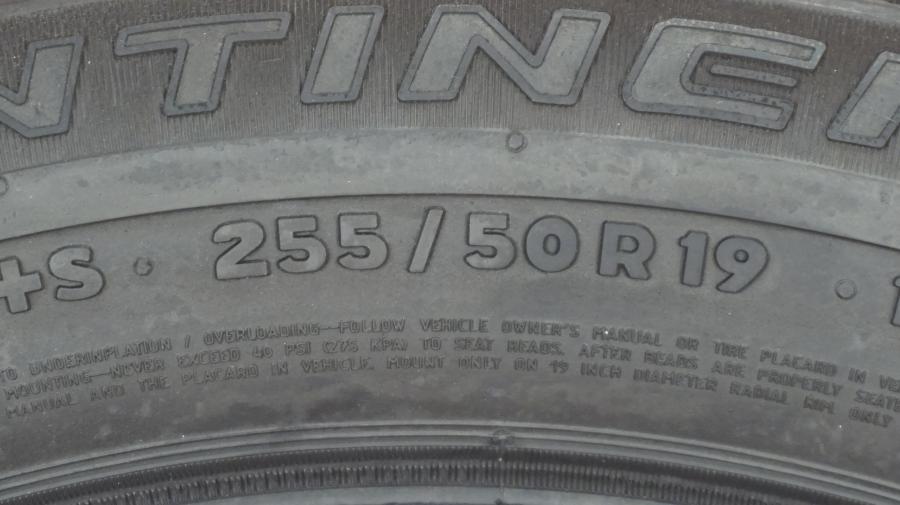 NTINE
+S 255/50R19
TO UNDERINFLATION / OVERLOADING—FOLLOW VEHICLE OWNER'S MANUAL OR TIRE PLACARD IN VE
MOUNTING—NEVER EXCEED 40 PSI (275 KPA) TO SEAT BEADS. AFTER BEADS ARE PROPERLY SEATE
MANUAL AND THE PLACARD IN VEHICLE. MOUNT ONLY ON 19 INCH DIAMETER RADIAL RIM ONLY